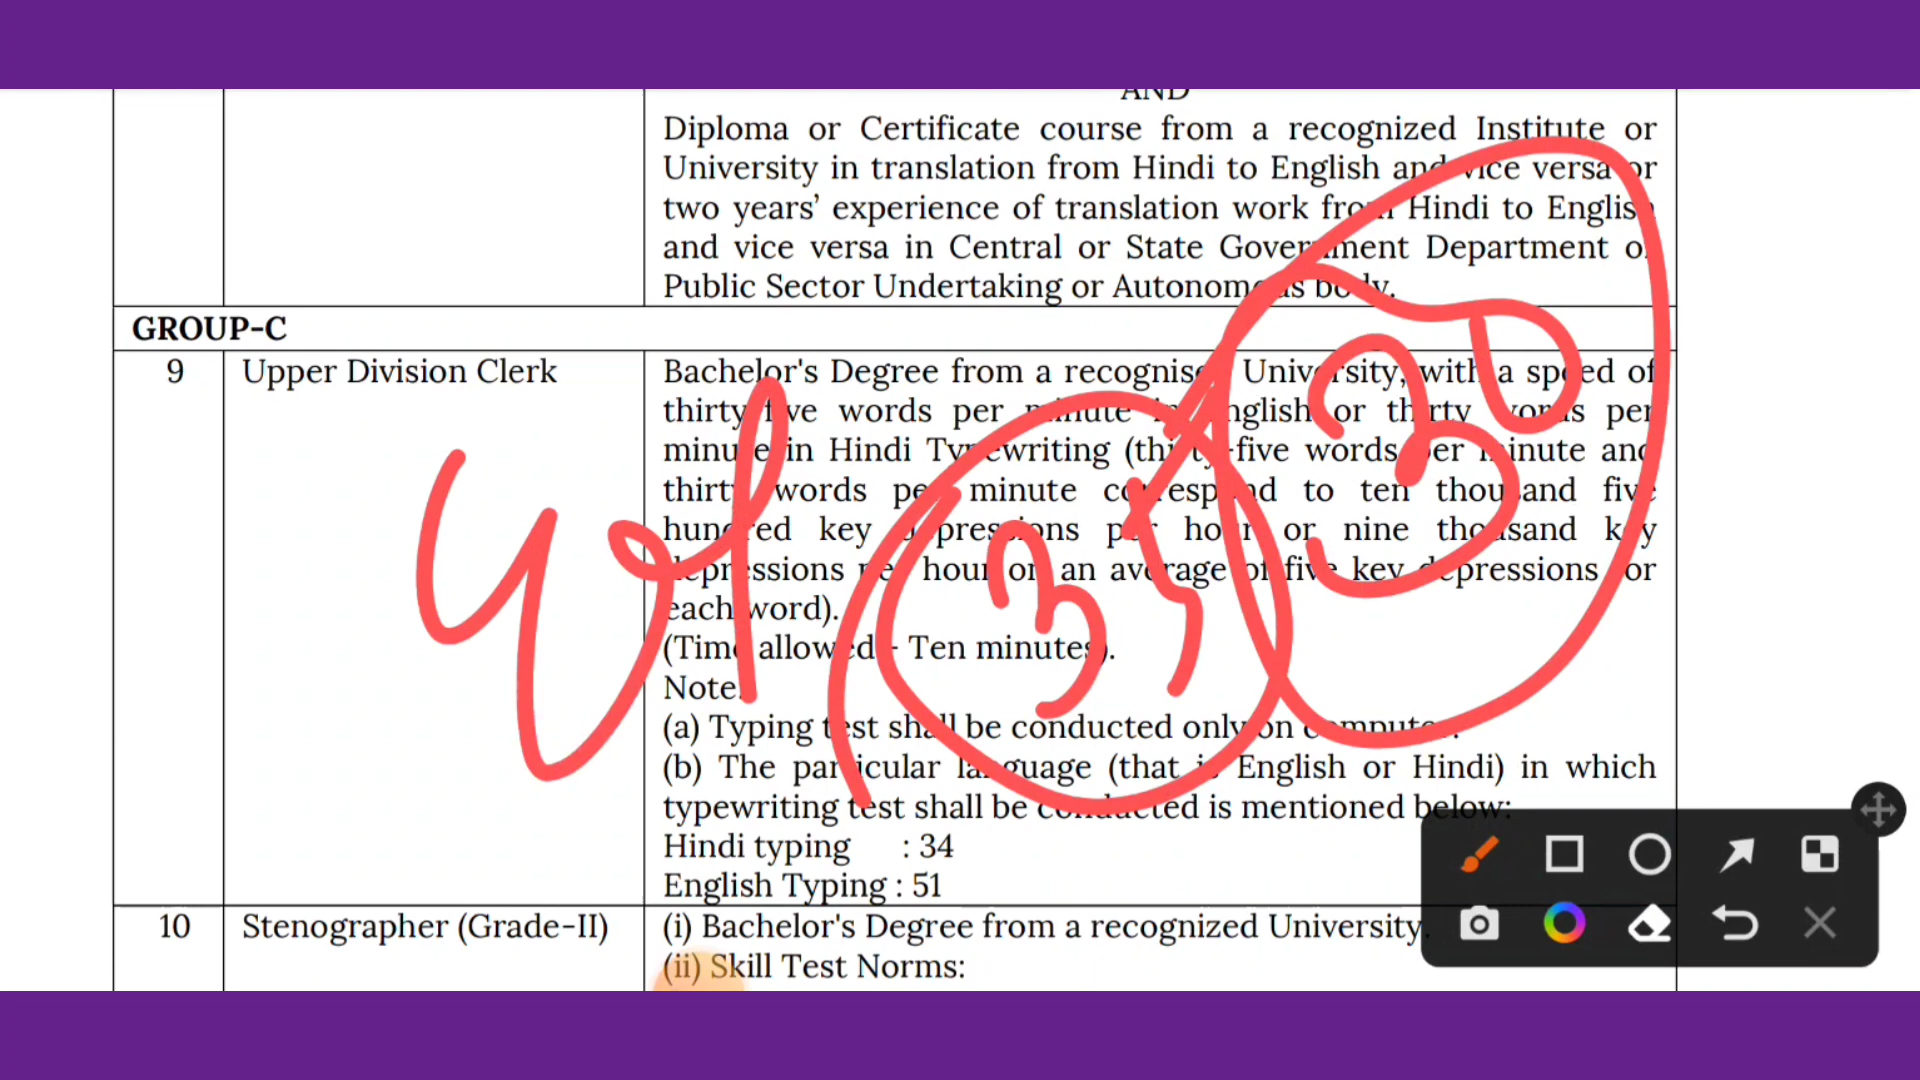 AND
Diploma or Certificate course from a recognized Institute or
University in translation from Hindi to English and vice versa or
two years’ experience of translation work from Hindi to English
and vice versa in Central or State Government Department or
Public Sector Undertaking or Autonomous body.
GROUP-C
9 Upper Division Clerk Bachelor's Degree from a recognised University, with a speed of
thirty five words per minute in English or thirty words per
minute in Hindi Typewriting (thirty-five words per minute and
thirty words per minute correspond to ten thousand five
hundred key depressions per hour or nine thousand key
depressions per hour on an average of five key depressions for
each word).
(Time allowed - Ten minutes).
Note:
(a) Typing test shall be conducted only on computer.
(b) The particular language (that is English or Hindi) in which
typewriting test shall be conducted is mentioned below:
Hindi typing : 34
English Typing : 51
10 Stenographer (Grade-II) (i) Bachelor's Degree from a recognized University.
(ii) Skill Test Norms:
35
30